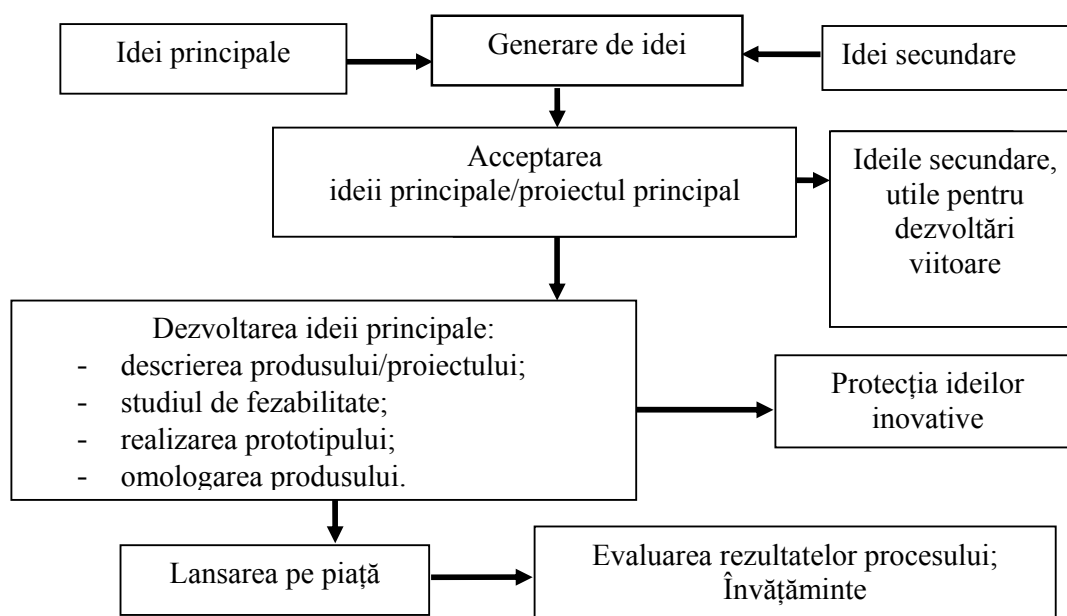 Idei principale
Generare de idei
Idei secundare
Acceptarea
ideii principale/proiectul principal
Ideile secundare,
utile pentru
dezvoltări
viitoare
Dezvoltarea ideii principale:
- descrierea produsului/proiectului;
- studiul de fezabilitate;
- realizarea prototipului;
- omologarea produsului.
Protecția ideilor
inovative
Lansarea pe piață
Evaluarea rezultatelor procesului;
Învățăminte